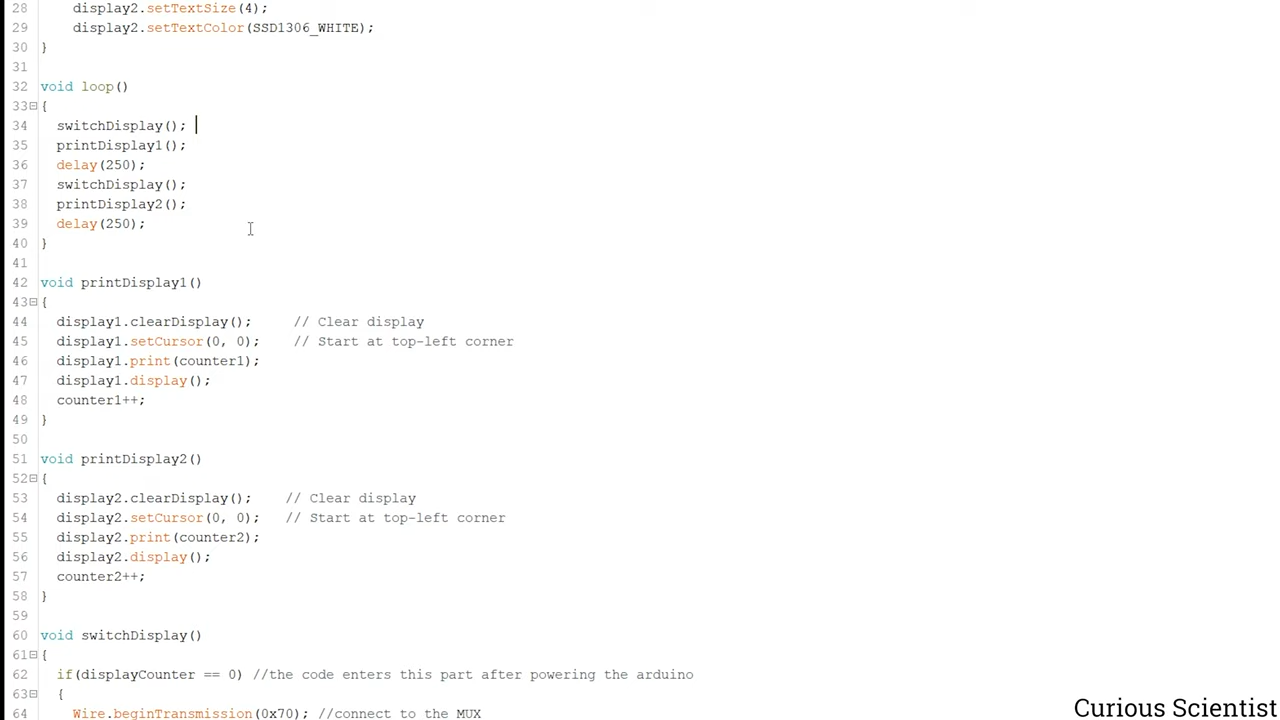 28 display2.setTextSize(4);
29 display2.setTextColor(SSD1306_WHITE);
30 }
31
32 void loop()
33 {
34 switchDisplay();
35 printDisplay1();
36 delay(250);
37 switchDisplay();
38 printDisplay2();
39 delay(250);
40 }
41
42 void printDisplay1()
43 {
44 display1.clearDisplay(); // Clear display
45 display1.setCursor(0, 0); // Start at top-left corner
46 display1.print(counter1);
47 display1.display();
48 counter1++;
49 }
50
51 void printDisplay2()
52 {
53 display2.clearDisplay(); // Clear display
54 display2.setCursor(0, 0); // Start at top-left corner
55 display2.print(counter2);
56 display2.display();
57 counter2++;
58 }
59
60 void switchDisplay()
61 {
62 if(displayCounter == 0) //the code enters this part after powering the arduino
63 {
64 Wire.beginTransmission(0x70); //connect to the MUX
Curious Scientist